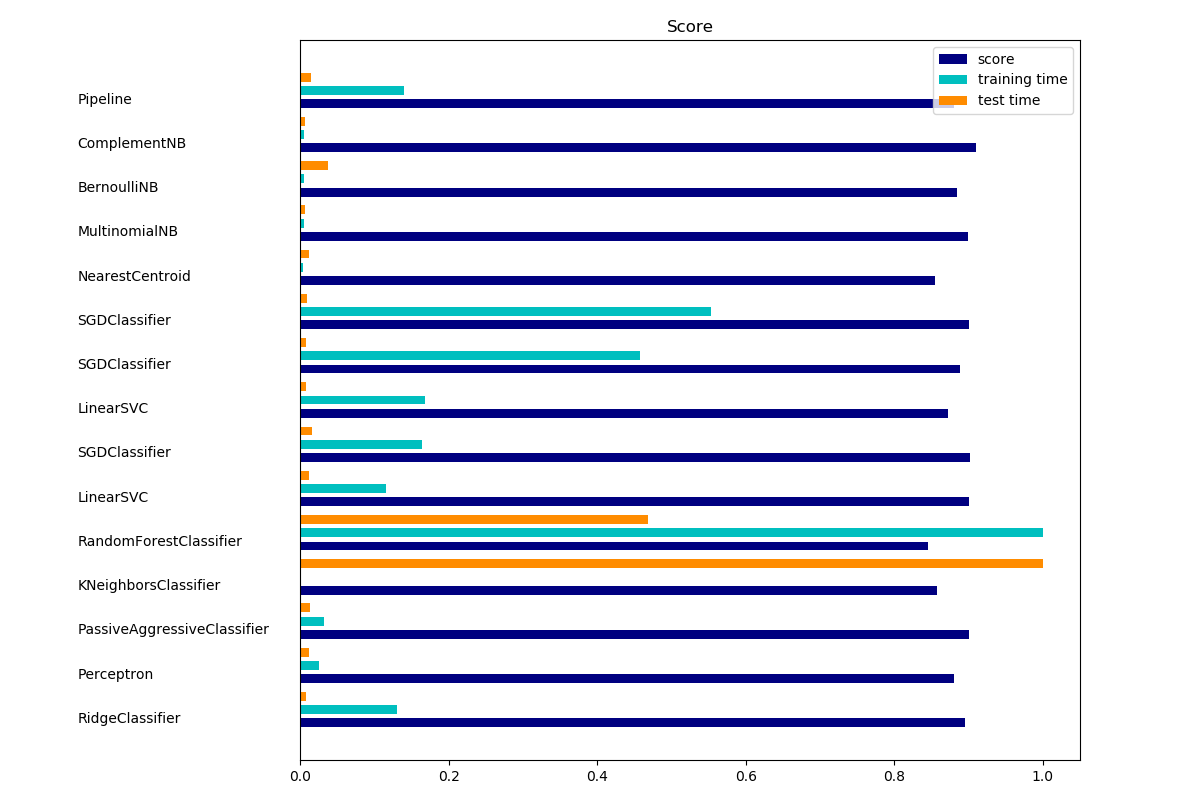 Score
score
training time
test time
Pipeline
ComplementNB
BernoulliNB
MultinomialNB
NearestCentroid
SGDClassifier
SGDClassifier
LinearSVC
SGDClassifier
LinearSVC
RandomForestClassifier
KNeighborsClassifier
PassiveAggressiveClassifier
Perceptron
RidgeClassifier
0.0 0.2 0.4 0.6 0.8 1.0